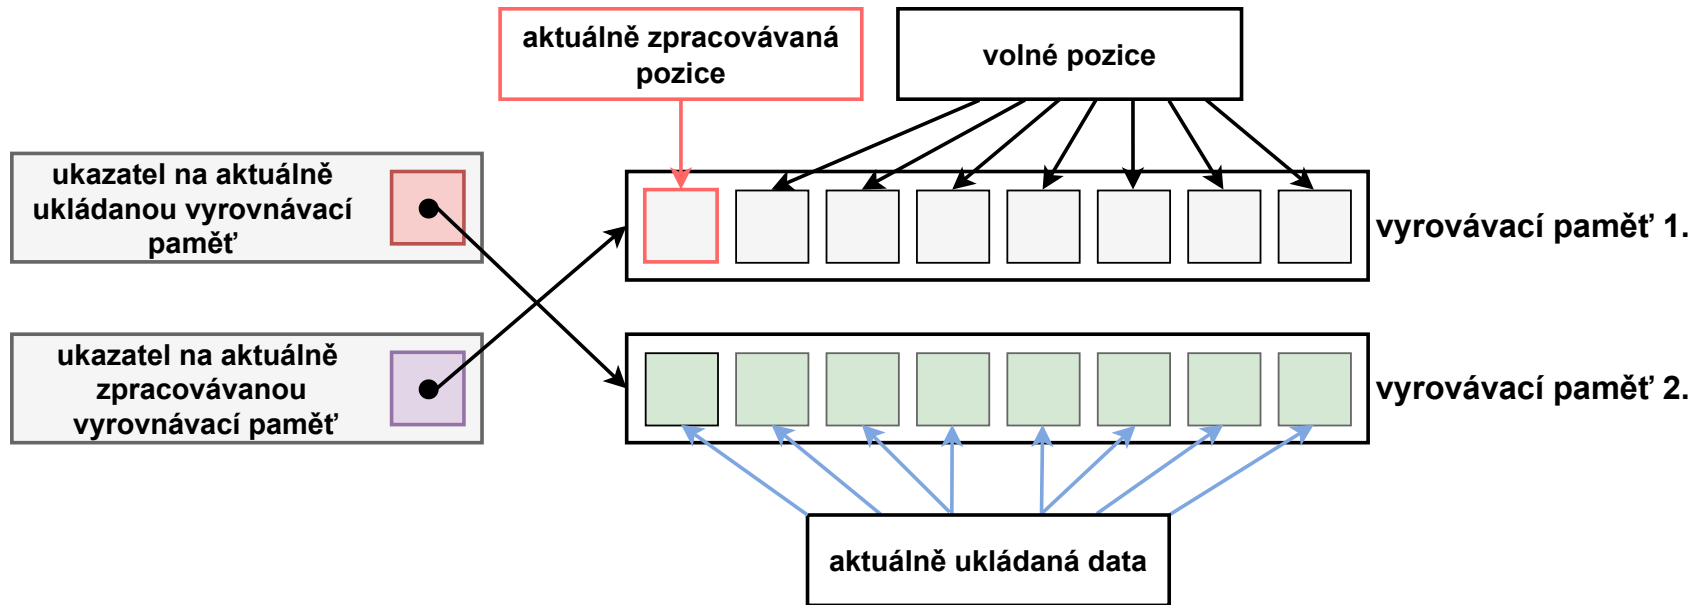 aktuálně zpracovávaná
pozice
volné pozice
ukazatel na aktuálně
ukládanou vyrovnávací
paměť
vyrovávací paměť 1.
ukazatel na aktuálně
zpracovávanou
vyrovnávací paměť
vyrovávací paměť 2.
aktuálně ukládaná data